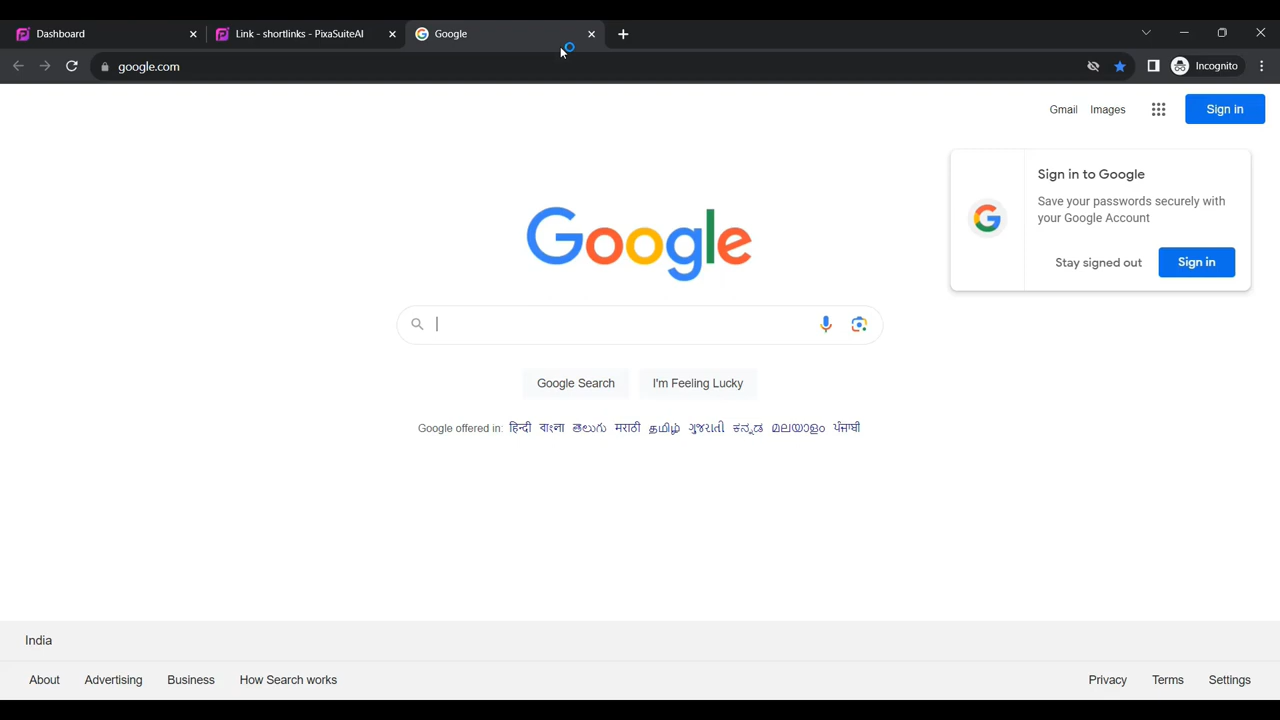 Dashboard
Link - shortlinks - PixaSuiteAI
Google
google.com
Incognito
Gmail
Images
Sign in
Sign in to Google
Save your passwords securely with
your Google Account
Stay signed out
Sign in
Google
Google Search
I'm Feeling Lucky
Google offered in: हिन्दी বাংলা తెలుగు मराठी தமிழ் ગુજરાતી ಕನ್ನಡ മലയാളം ਪੰਜਾਬੀ
India
About
Advertising
Business
How Search works
Privacy
Terms
Settings